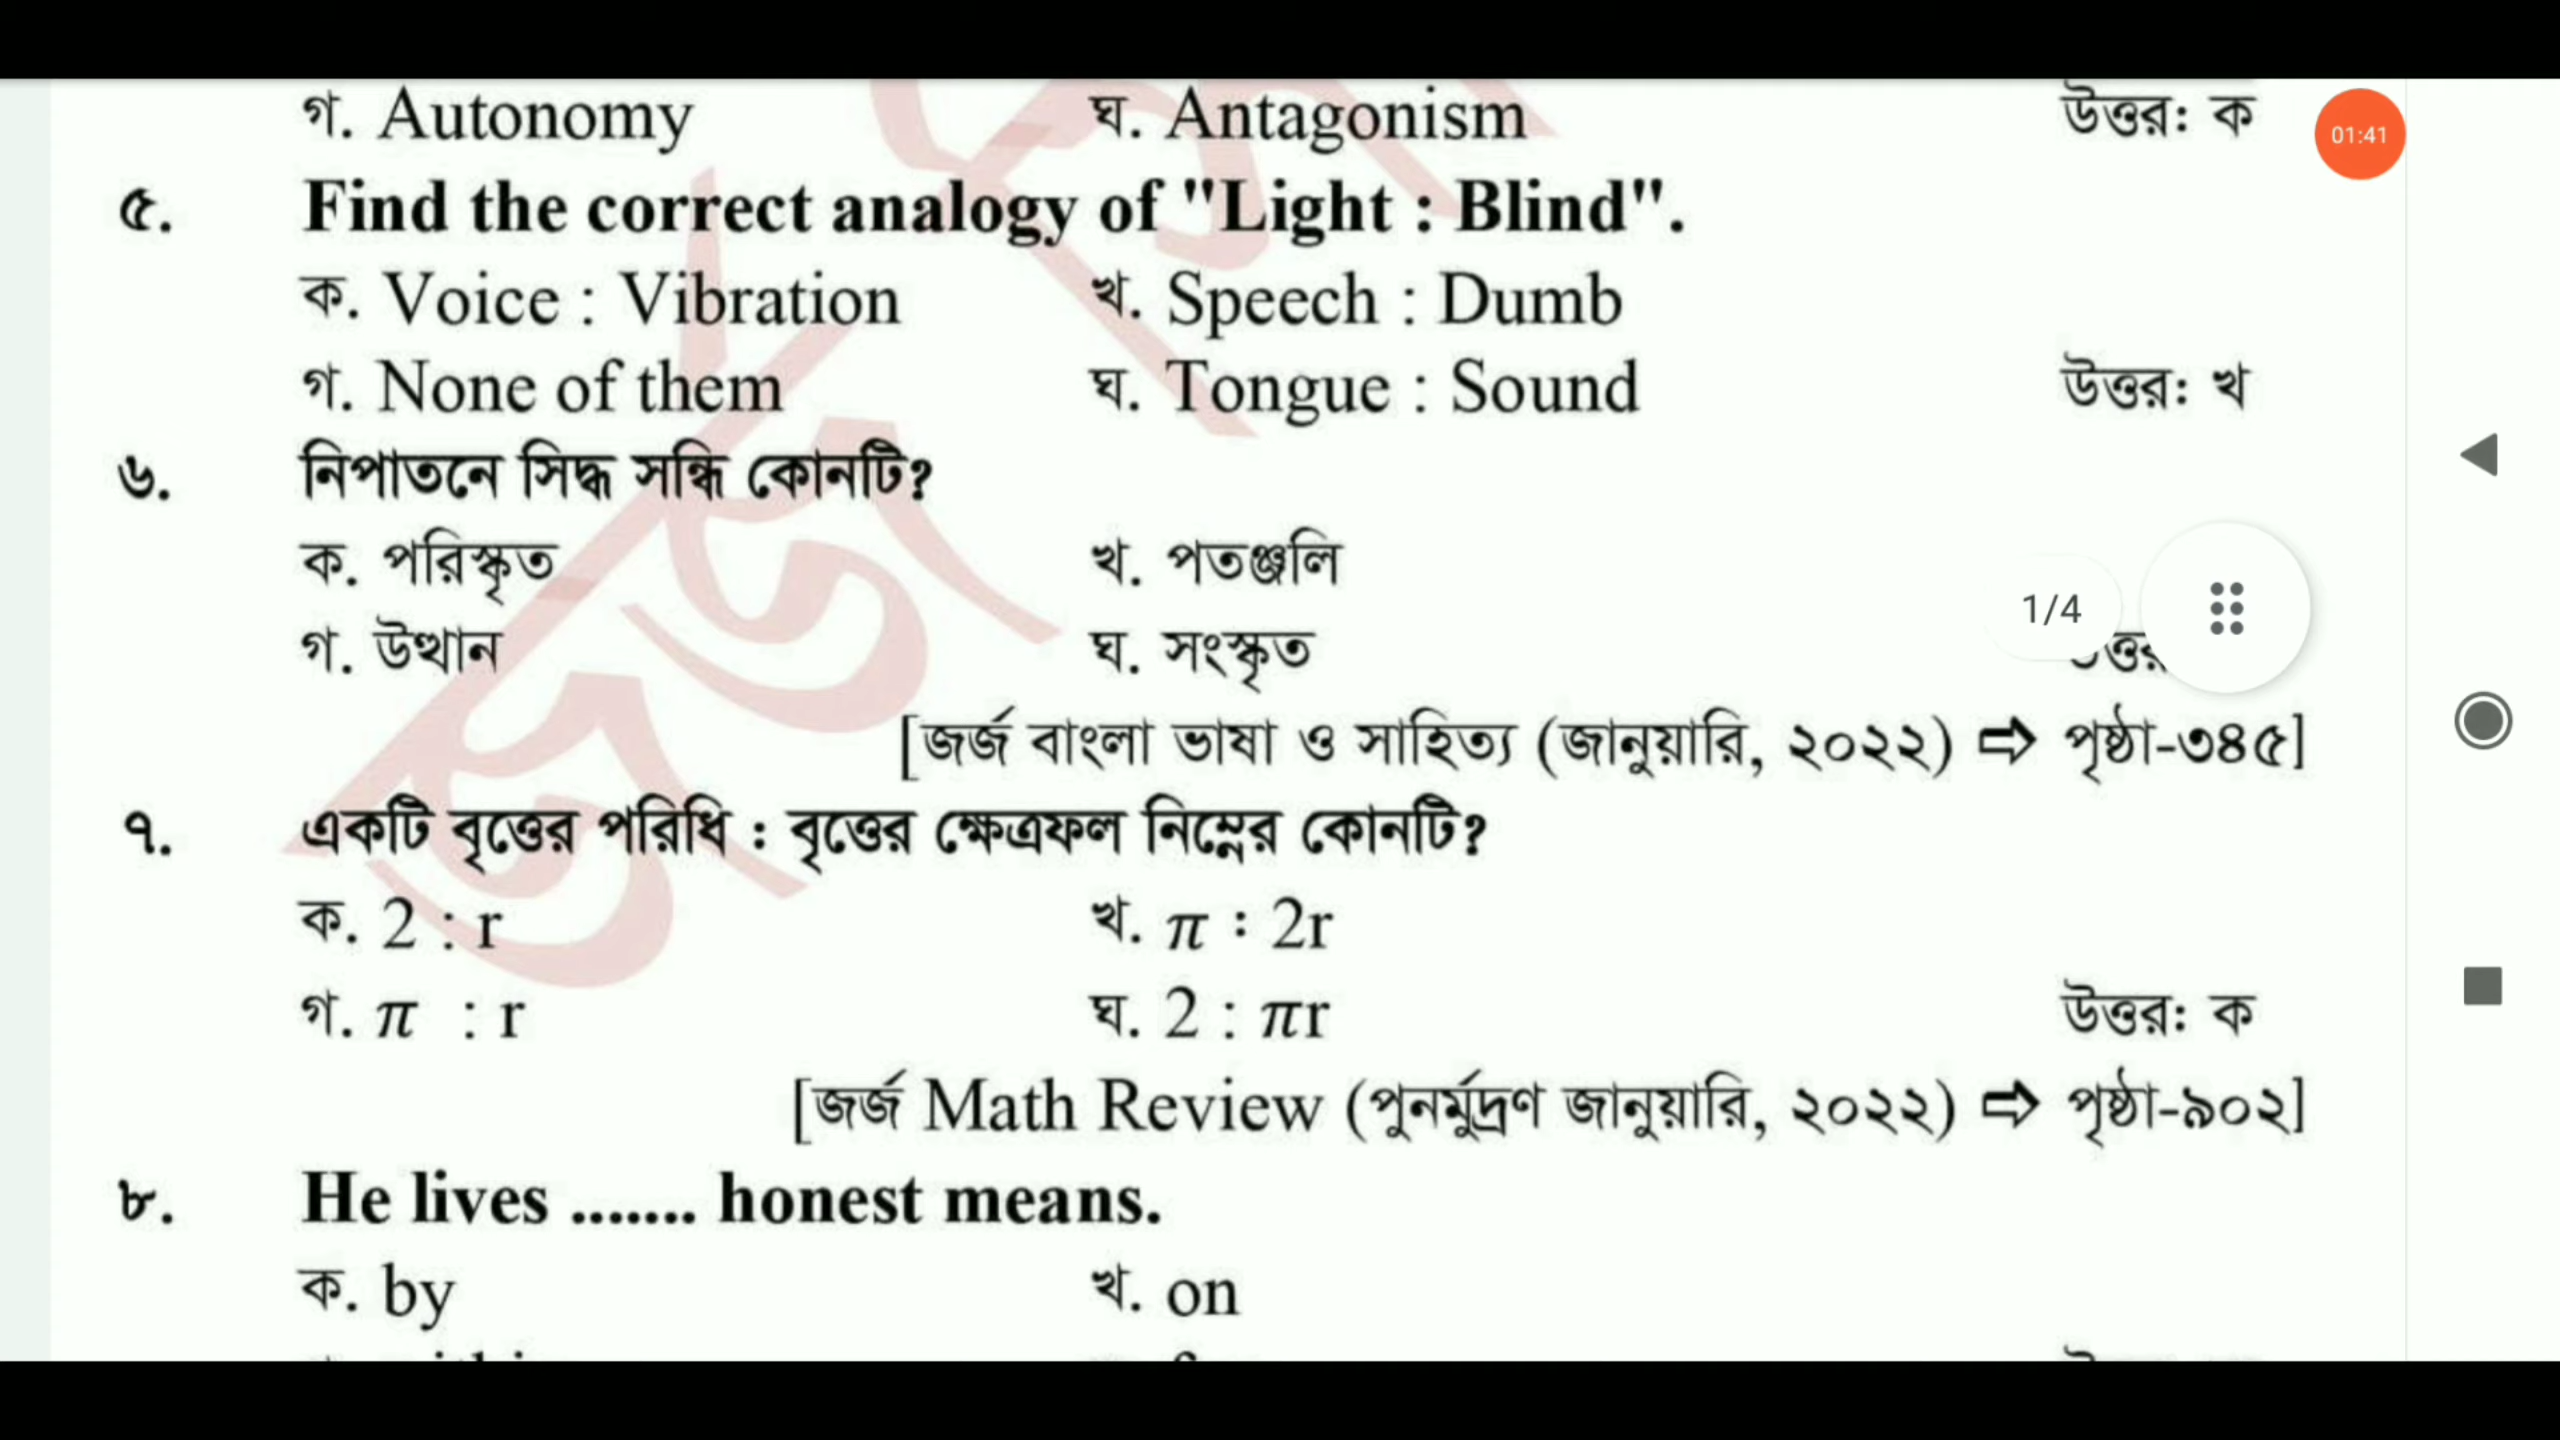 গ. Autonomy ঘ. Antagonism উত্তরঃ ক 01:41
৫. Find the correct analogy of "Light : Blind".
ক. Voice : Vibration খ. Speech : Dumb
গ. None of them ঘ. Tongue : Sound উত্তরঃ খ
৬. নিপাতনে সিদ্ধ সন্ধি কোনটি?
ক. পরিস্কৃত খ. পতঞ্জলি
1/4
গ. উত্থান ঘ. সংস্কৃত
[জর্জ বাংলা ভাষা ও সাহিত্য (জানুয়ারি, ২০২২) ⇨ পৃষ্ঠা-৩৪৫]
৭. একটি বৃত্তের পরিধি : বৃত্তের ক্ষেত্রফল নিম্নের কোনটি?
ক. 2 : r খ. π : 2r
গ. π : r ঘ. 2 : πr উত্তরঃ ক
[জর্জ Math Review (পুনর্মুদ্রণ জানুয়ারি, ২০২২) ⇨ পৃষ্ঠা-৯০২]
৮. He lives ....... honest means.
ক. by খ. on